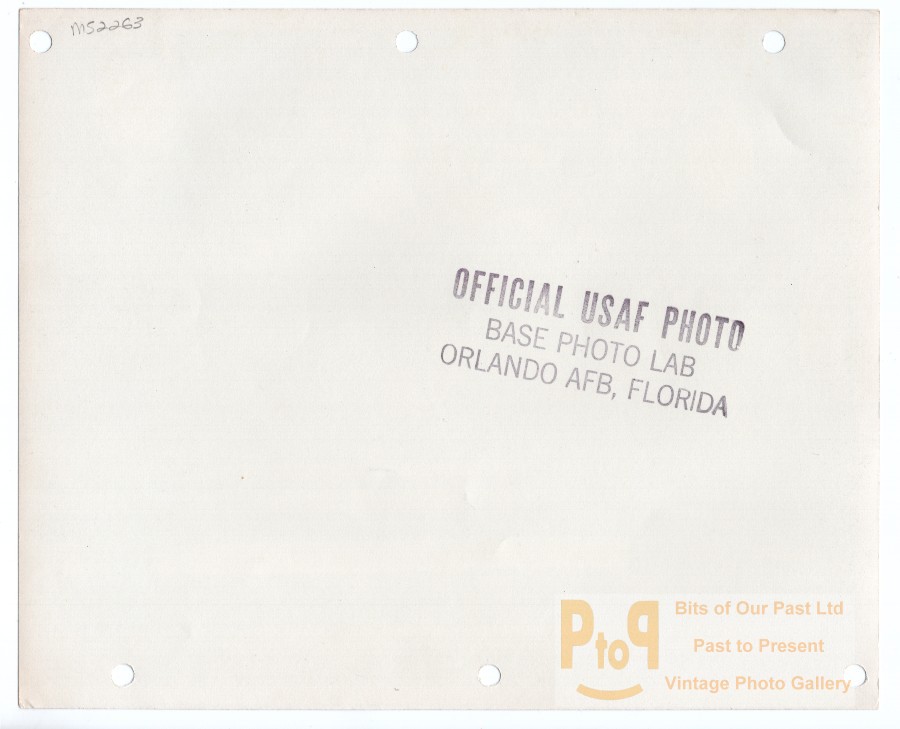 MS2263
OFFICIAL USAF PHOTO
BASE PHOTO LAB
ORLANDO AFB, FLORIDA
PtoP
Bits of Our Past Ltd
Past to Present
Vintage Photo Gallery